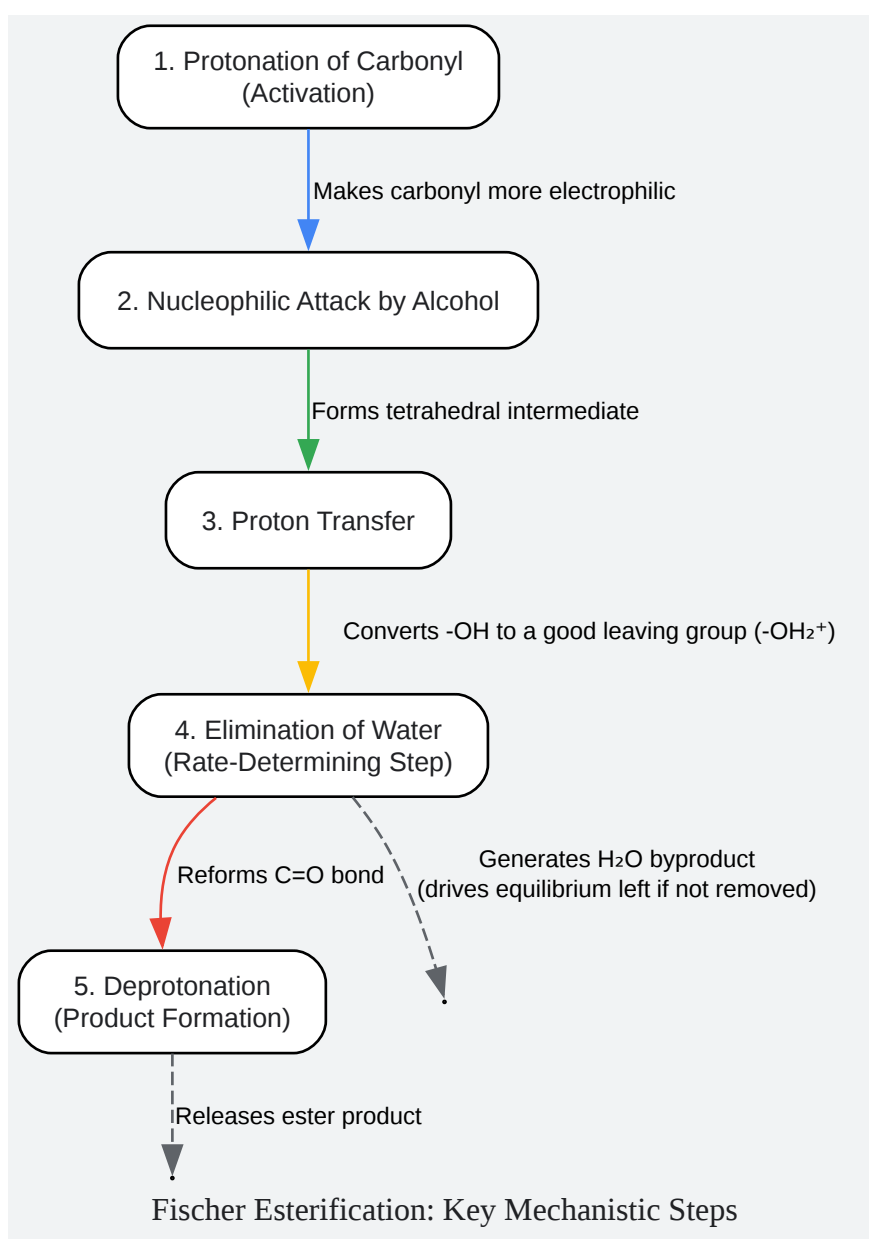 1. Protonation of Carbonyl
(Activation)
Makes carbonyl more electrophilic
2. Nucleophilic Attack by Alcohol
Forms tetrahedral intermediate
3. Proton Transfer
Converts -OH to a good leaving group (-OH₂⁺)
4. Elimination of Water
(Rate-Determining Step)
Generates H₂O byproduct
(drives equilibrium left if not removed)
Reforms C=O bond
5. Deprotonation
(Product Formation)
Releases ester product
Fischer Esterification: Key Mechanistic Steps